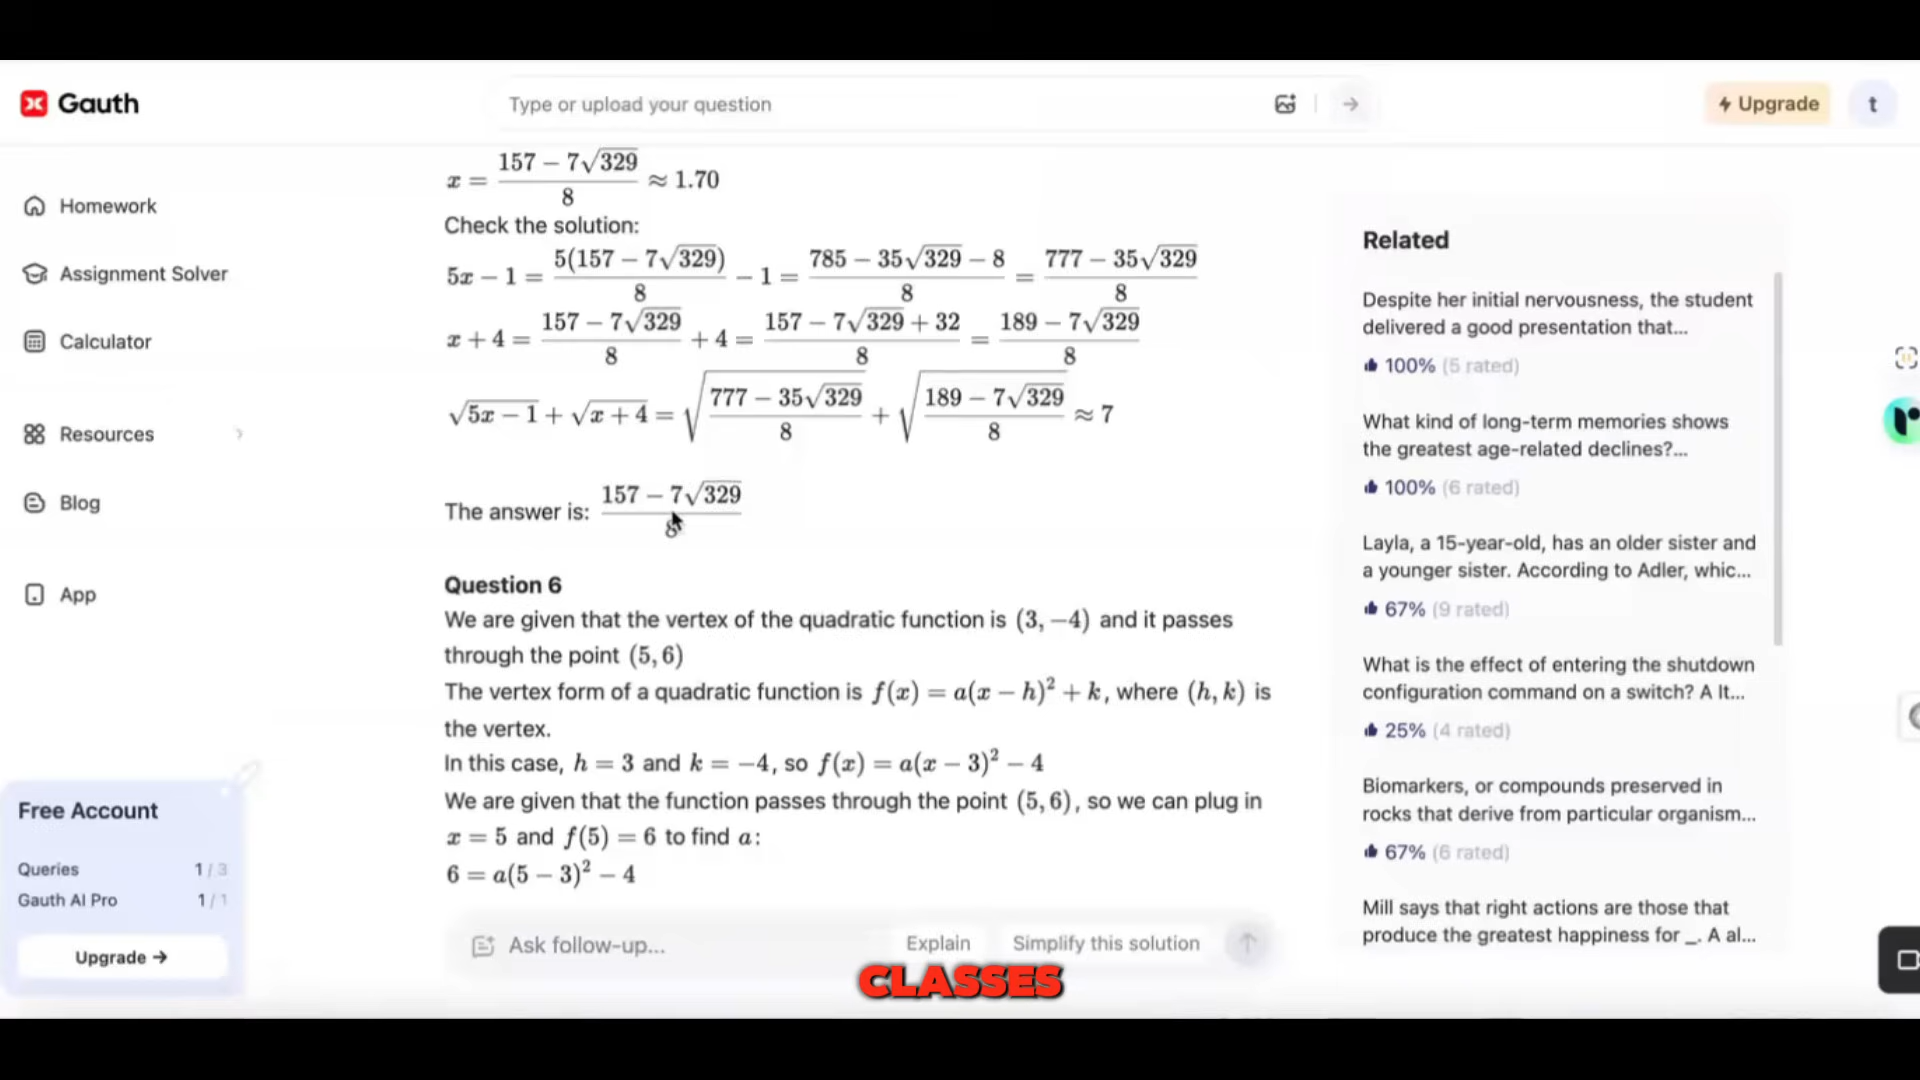 Gauth
Type or upload your question
Upgrade
t
Homework
Assignment Solver
Calculator
Resources
Blog
App
Free Account
Queries 1 / 3
Gauth AI Pro 1 / 1
Upgrade →
x = (157 − 7√329)/8 ≈ 1.70
Check the solution:
5x − 1 = 5(157 − 7√329)/8 − 1 = (785 − 35√329 − 8)/8 = (777 − 35√329)/8
x + 4 = (157 − 7√329)/8 + 4 = (157 − 7√329 + 32)/8 = (189 − 7√329)/8
√(5x − 1) + √(x + 4) = √((777 − 35√329)/8) + √((189 − 7√329)/8) ≈ 7
The answer is: (157 − 7√329)/8
Question 6
We are given that the vertex of the quadratic function is (3, −4) and it passes
through the point (5, 6)
The vertex form of a quadratic function is f(x) = a(x − h)² + k, where (h, k) is
the vertex.
In this case, h = 3 and k = −4, so f(x) = a(x − 3)² − 4
We are given that the function passes through the point (5, 6), so we can plug in
x = 5 and f(5) = 6 to find a:
6 = a(5 − 3)² − 4
Ask follow-up...
Explain
Simplify this solution
CLASSES
Related
Despite her initial nervousness, the student
delivered a good presentation that...
100% (5 rated)
What kind of long-term memories shows
the greatest age-related declines?...
100% (6 rated)
Layla, a 15-year-old, has an older sister and
a younger sister. According to Adler, whic...
67% (9 rated)
What is the effect of entering the shutdown
configuration command on a switch? A It...
25% (4 rated)
Biomarkers, or compounds preserved in
rocks that derive from particular organism...
67% (6 rated)
Mill says that right actions are those that
produce the greatest happiness for _. A al...